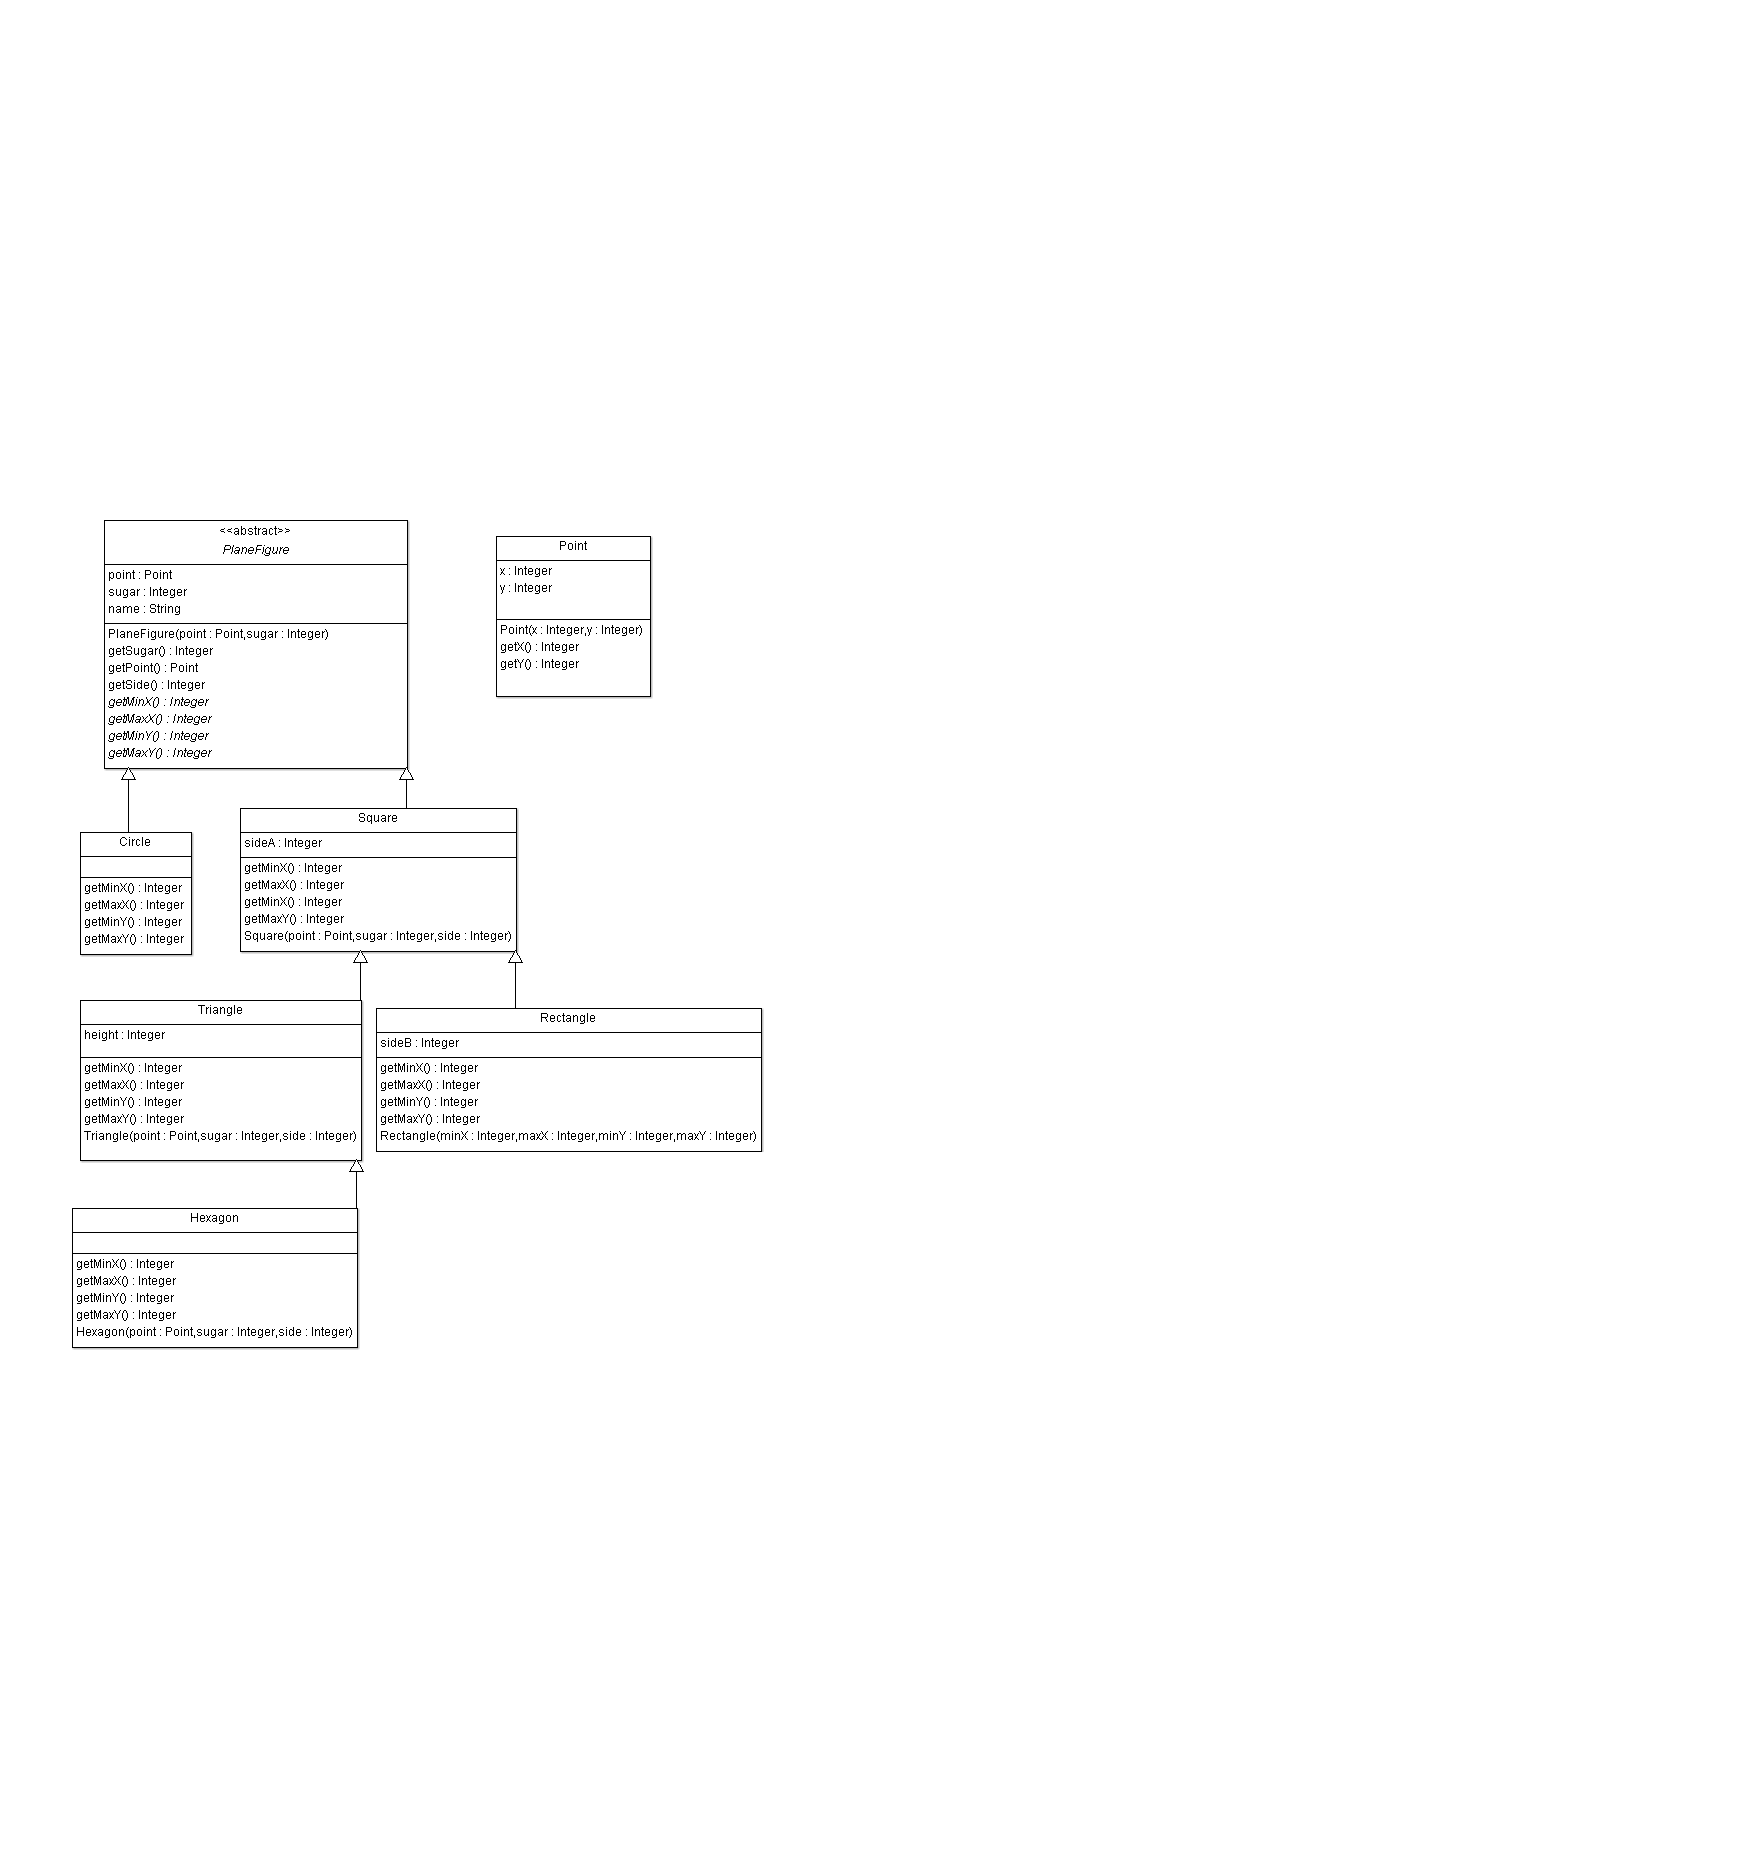 <<abstract>>
PlaneFigure
point : Point
sugar : Integer
name : String
PlaneFigure(point : Point,sugar : Integer)
getSugar() : Integer
getPoint() : Point
getSide() : Integer
getMinX() : Integer
getMaxX() : Integer
getMinY() : Integer
getMaxY() : Integer
Point
x : Integer
y : Integer
Point(x : Integer,y : Integer)
getX() : Integer
getY() : Integer
Circle
getMinX() : Integer
getMaxX() : Integer
getMinY() : Integer
getMaxY() : Integer
Square
sideA : Integer
getMinX() : Integer
getMaxX() : Integer
getMinX() : Integer
getMaxY() : Integer
Square(point : Point,sugar : Integer,side : Integer)
Triangle
height : Integer
getMinX() : Integer
getMaxX() : Integer
getMinY() : Integer
getMaxY() : Integer
Triangle(point : Point,sugar : Integer,side : Integer)
Rectangle
sideB : Integer
getMinX() : Integer
getMaxX() : Integer
getMinY() : Integer
getMaxY() : Integer
Rectangle(minX : Integer,maxX : Integer,minY : Integer,maxY : Integer)
Hexagon
getMinX() : Integer
getMaxX() : Integer
getMinY() : Integer
getMaxY() : Integer
Hexagon(point : Point,sugar : Integer,side : Integer)